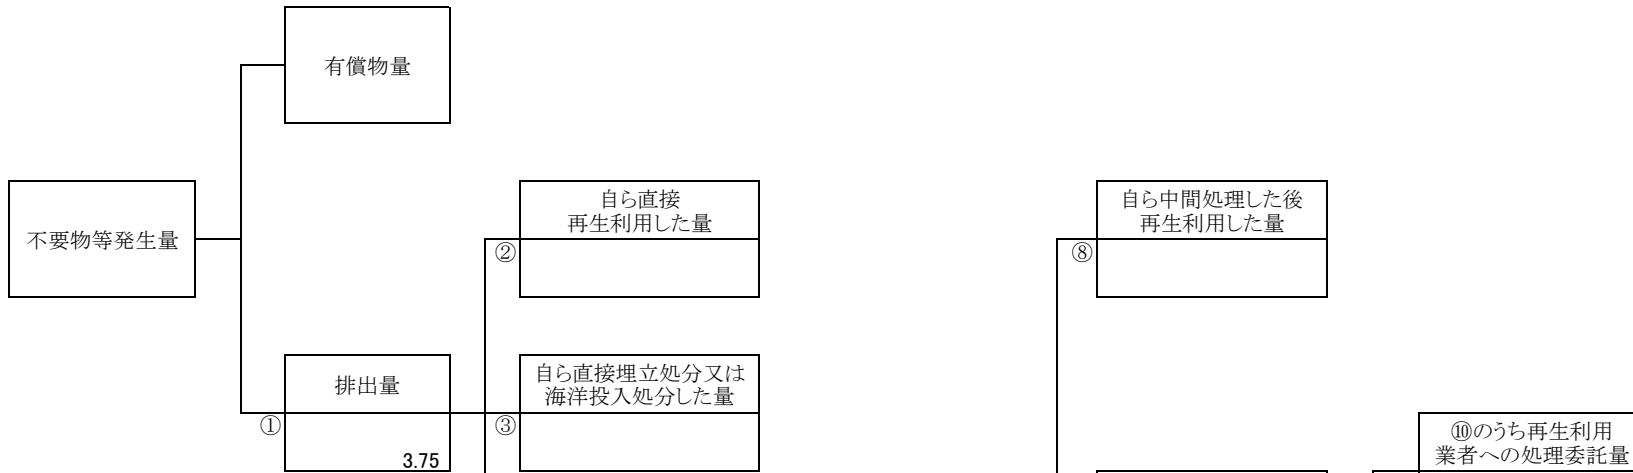 有償物量
不要物等発生量
自ら直接
再生利用した量
②
自ら中間処理した後
再生利用した量
⑧
排出量
①
3.75
自ら直接埋立処分又は
海洋投入処分した量
③
⑩のうち再生利用
業者への処理委託量